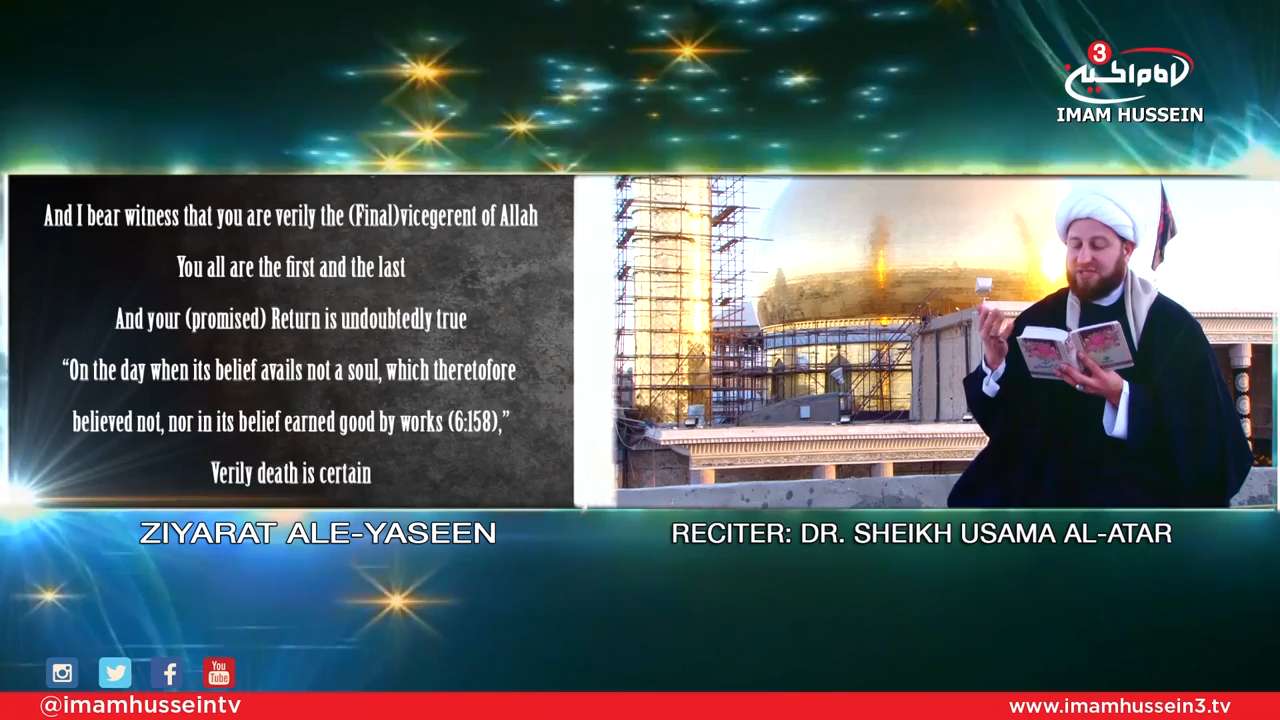 3
امام الحسين
IMAM HUSSEIN
And I bear witness that you are verily the (Final)vicegerent of Allah
You all are the first and the last
And your (promised) Return is undoubtedly true
“On the day when its belief avails not a soul, which theretofore
believed not, nor in its belief earned good by works (6:158),”
Verily death is certain
ZIYARAT ALE-YASEEN
RECITER: DR. SHEIKH USAMA AL-ATAR
You
Tube
@imamhusseintv
www.imamhussein3.tv